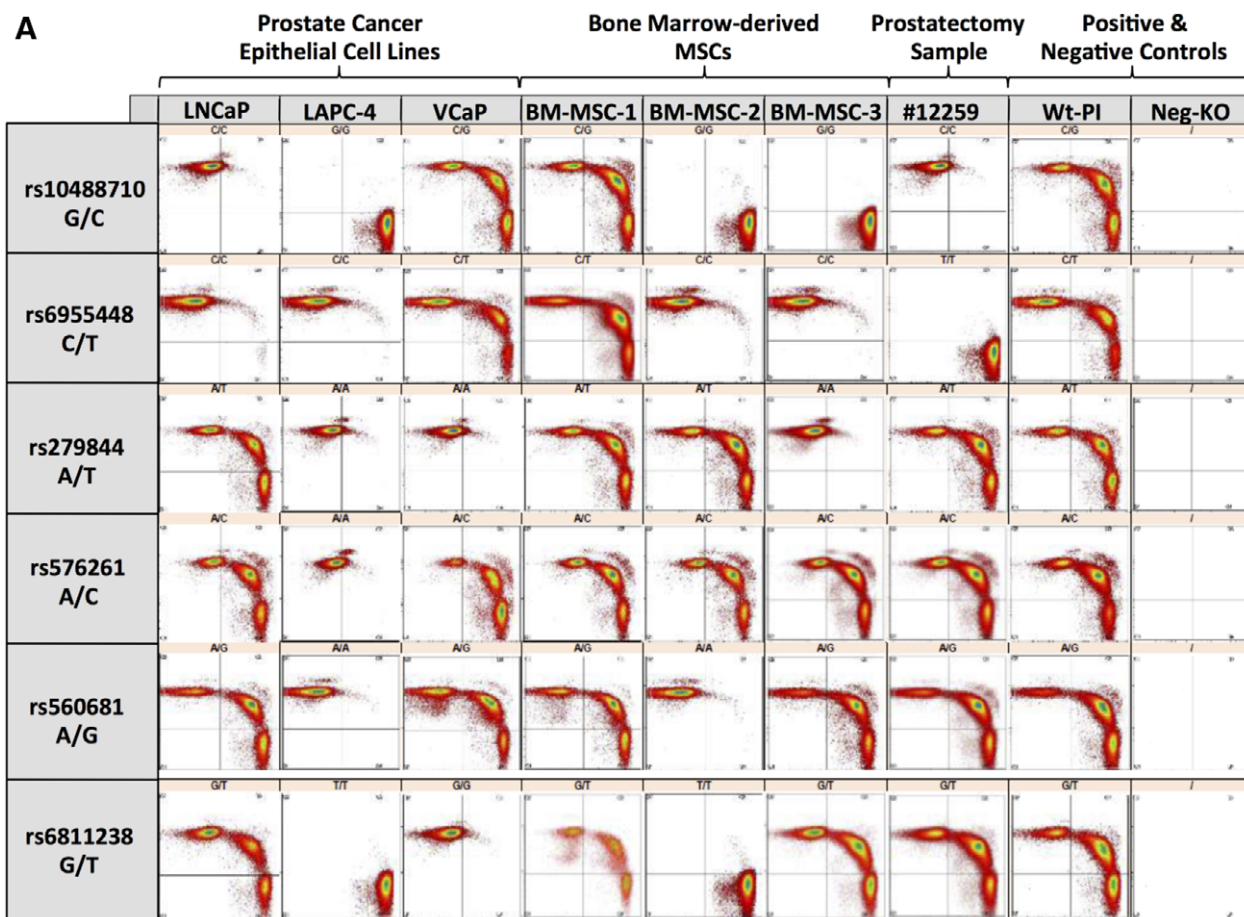 A
Prostate Cancer
Epithelial Cell Lines
Bone Marrow-derived
MSCs
Prostatectomy
Sample
Positive &
Negative Controls
LNCaP LAPC-4 VCaP BM-MSC-1 BM-MSC-2 BM-MSC-3 #12259 Wt-PI Neg-KO
C/C G/G C/G C/G G/G G/G C/C C/G /
rs10488710
G/C
C/C C/C C/T C/T C/C C/C T/T C/T /
rs6955448
C/T
A/T A/A A/A A/T A/T A/A A/T A/T /
rs279844
A/T
A/C A/A A/C A/C A/C A/C A/C A/C /
rs576261
A/C
A/G A/A A/G A/G A/A A/G A/G A/G /
rs560681
A/G
G/T T/T G/G G/T T/T G/T G/T G/T /
rs6811238
G/T